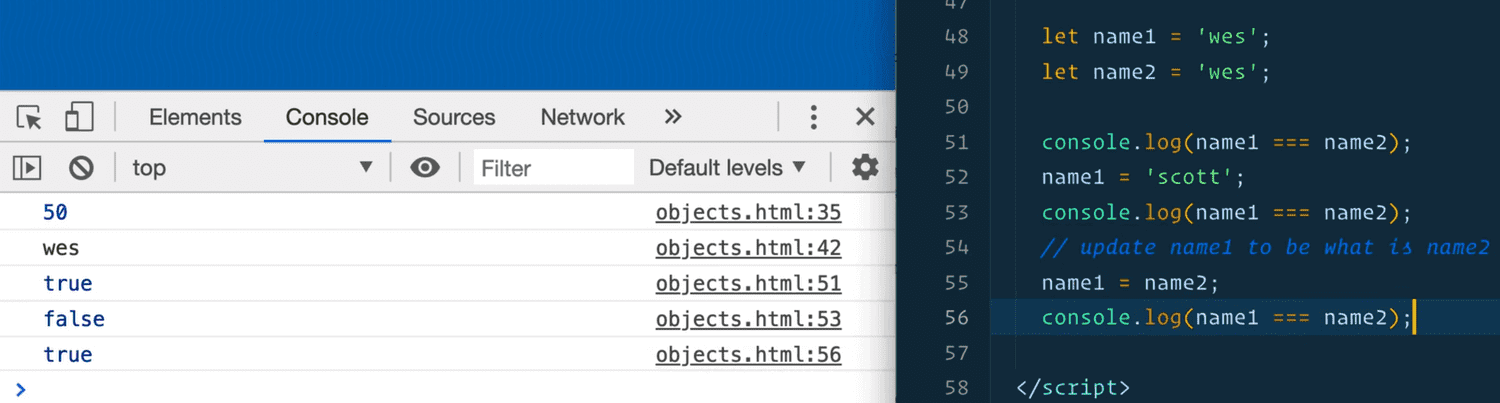 Elements Console Sources Network »
top ▼ Filter Default levels ▼
50 objects.html:35
wes objects.html:42
true objects.html:51
false objects.html:53
true objects.html:56
>
47
48 let name1 = 'wes';
49 let name2 = 'wes';
50
51 console.log(name1 === name2);
52 name1 = 'scott';
53 console.log(name1 === name2);
54 // update name1 to be what is name2
55 name1 = name2;
56 console.log(name1 === name2);
57
58 </script>